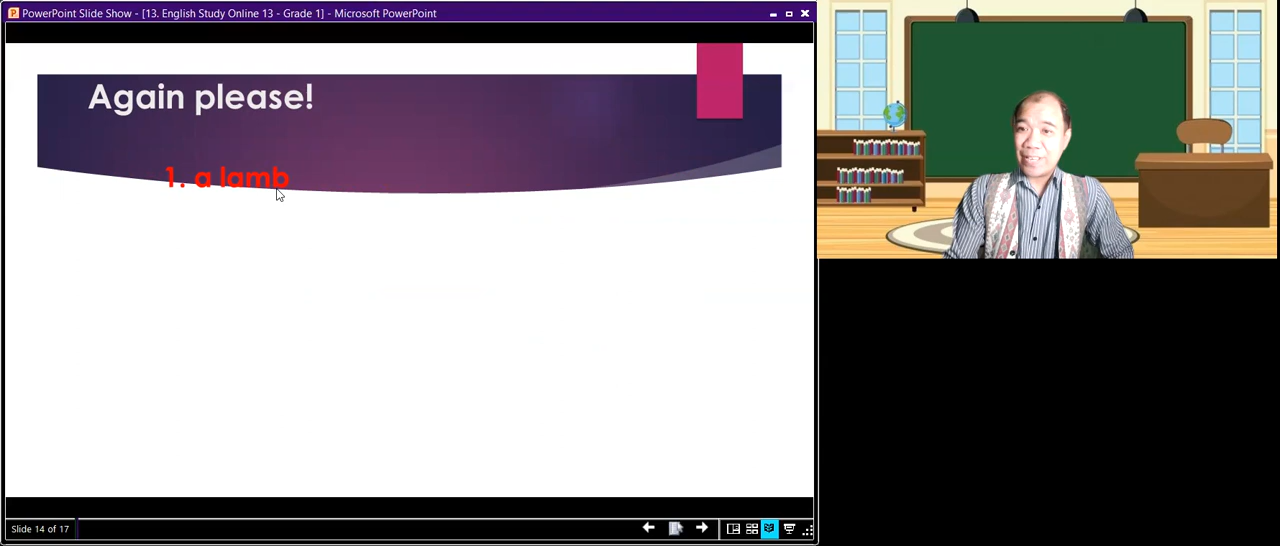 PowerPoint Slide Show - [13. English Study Online 13 - Grade 1] - Microsoft PowerPoint
Again please!
1. a lamb
Slide 14 of 17